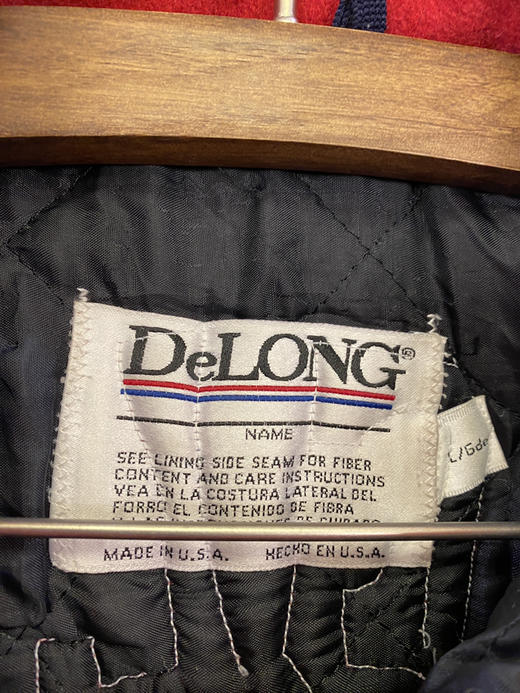 DeLONG®
NAME
SEE LINING SIDE SEAM FOR FIBER
CONTENT AND CARE INSTRUCTIONS
VEA EN LA COSTURA LATERAL DEL
FORRO EL CONTENIDO DE FIBRA
MADE IN U.S.A. HECHO EN U.S.A.
L/Gde